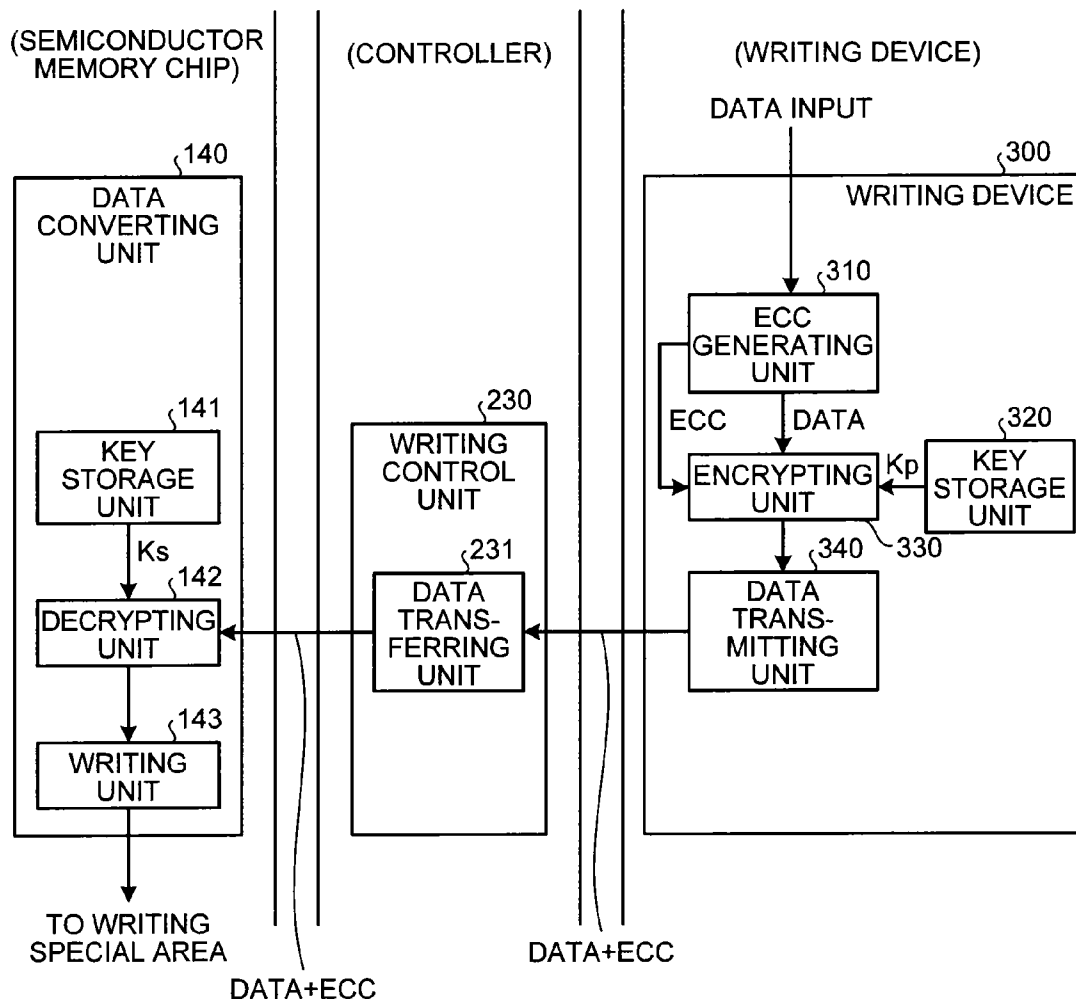 (SEMICONDUCTOR
MEMORY CHIP)
(CONTROLLER)
(WRITING DEVICE)
DATA INPUT
140
DATA
CONVERTING
UNIT
300
WRITING DEVICE
310
ECC
GENERATING
UNIT
ECC
DATA
141
KEY
STORAGE
UNIT
230
WRITING
CONTROL
UNIT
320
KEY
STORAGE
UNIT
Kp
ENCRYPTING
UNIT
330
Ks
142
DECRYPTING
UNIT
231
DATA
TRANS-
FERRING
UNIT
340
DATA
TRANS-
MITTING
UNIT
143
WRITING
UNIT
TO WRITING
SPECIAL AREA
DATA+ECC
DATA+ECC